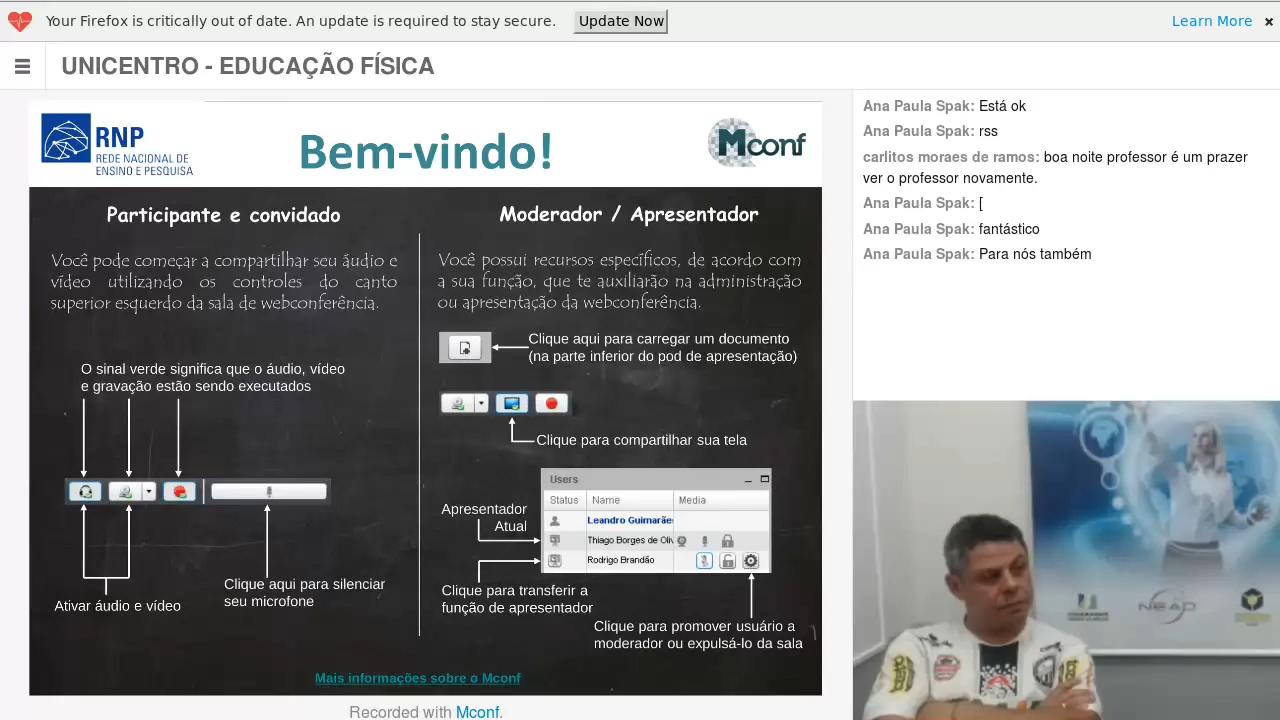 Your Firefox is critically out of date. An update is required to stay secure.
Update Now
Learn More
UNICENTRO - EDUCAÇÃO FÍSICA
RNP
REDE NACIONAL DE
ENSINO E PESQUISA
Bem-vindo!
Mconf
Participante e convidado
Você pode começar a compartilhar seu áudio e
vídeo utilizando os controles do canto
superior esquerdo da sala de webconferência.
O sinal verde significa que o áudio, vídeo
e gravação estão sendo executados
Ativar áudio e vídeo
Clique aqui para silenciar
seu microfone
Moderador / Apresentador
Você possui recursos específicos, de acordo com
a sua função, que te auxiliarão na administração
ou apresentação da webconferência.
Clique aqui para carregar um documento
(na parte inferior do pod de apresentação)
Clique para compartilhar sua tela
Users
Status Name Media
Leandro Guimarães
Thiago Borges de Oliv
Rodrigo Brandão
Apresentador
Atual
Clique para transferir a
função de apresentador
Clique para promover usuário a
moderador ou expulsá-lo da sala
Mais informações sobre o Mconf
Recorded with Mconf.
Ana Paula Spak: Está ok
Ana Paula Spak: rss
carlitos moraes de ramos: boa noite professor é um prazer
ver o professor novamente.
Ana Paula Spak: [
Ana Paula Spak: fantástico
Ana Paula Spak: Para nós também
NEAD